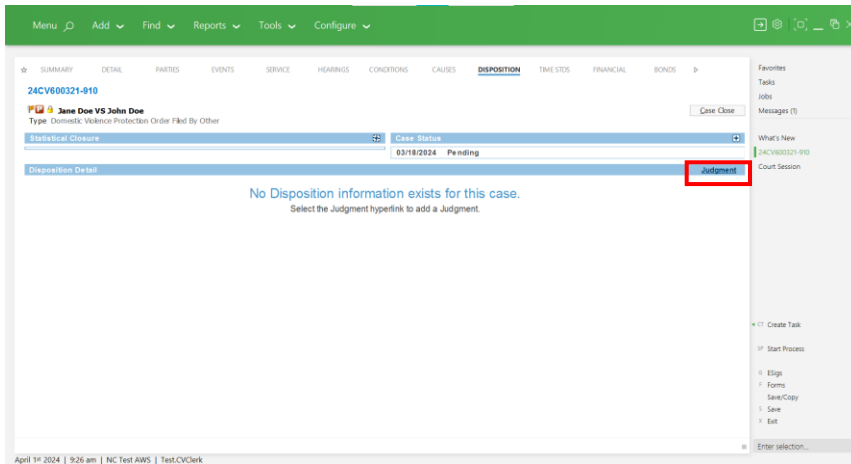 Menu Add Find Reports Tools Configure
SUMMARY DETAIL PARTIES EVENTS SERVICE HEARINGS CONDITIONS CAUSES DISPOSITION TIME STDS FINANCIAL BONDS
24CV600321-910
Jane Doe VS John Doe
Type Domestic Violence Protection Order Filed By Other
Case Close
Statistical Closure
Case Status
03/18/2024 Pending
Disposition Detail
Judgment
No Disposition information exists for this case.
Select the Judgment hyperlink to add a Judgment.
Favorites
Tasks
Jobs
Messages (1)
What's New
24CV600321-910
Court Session
CT Create Task
SP Start Process
G ESigs
F Forms
Save/Copy
S Save
X Exit
Enter selection...
April 1st 2024 | 9:26 am | NC Test AWS | Test.CVClerk